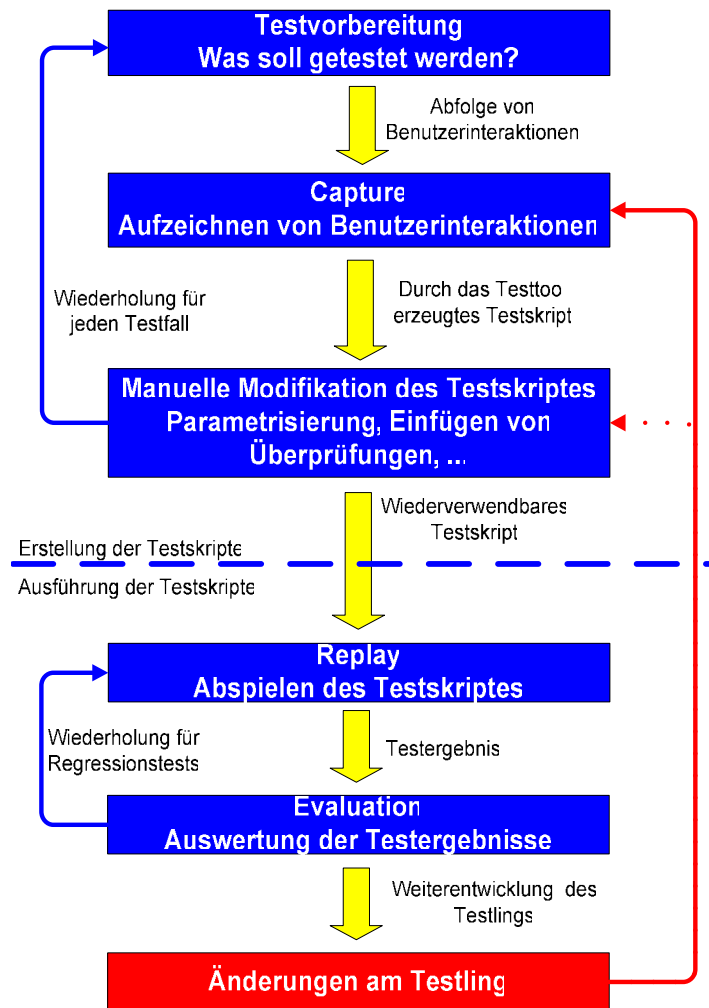 Testvorbereitung
Was soll getestet werden?
Abfolge von
Benutzerinteraktionen
Capture
Aufzeichnen von Benutzerinteraktionen
Wiederholung für
jeden Testfall
Durch das Testtoo
erzeugtes Testskript
Manuelle Modifikation des Testskriptes
Parametrisierung, Einfügen von
Überprüfungen, ...
Wiederverwendbares
Testskript
Erstellung der Testskripte
Ausführung der Testskripte
Replay
Abspielen des Testskriptes
Wiederholung für
Regressionstests
Testergebnis
Evaluation
Auswertung der Testergebnisse
Weiterentwicklung des
Testlings
Änderungen am Testling